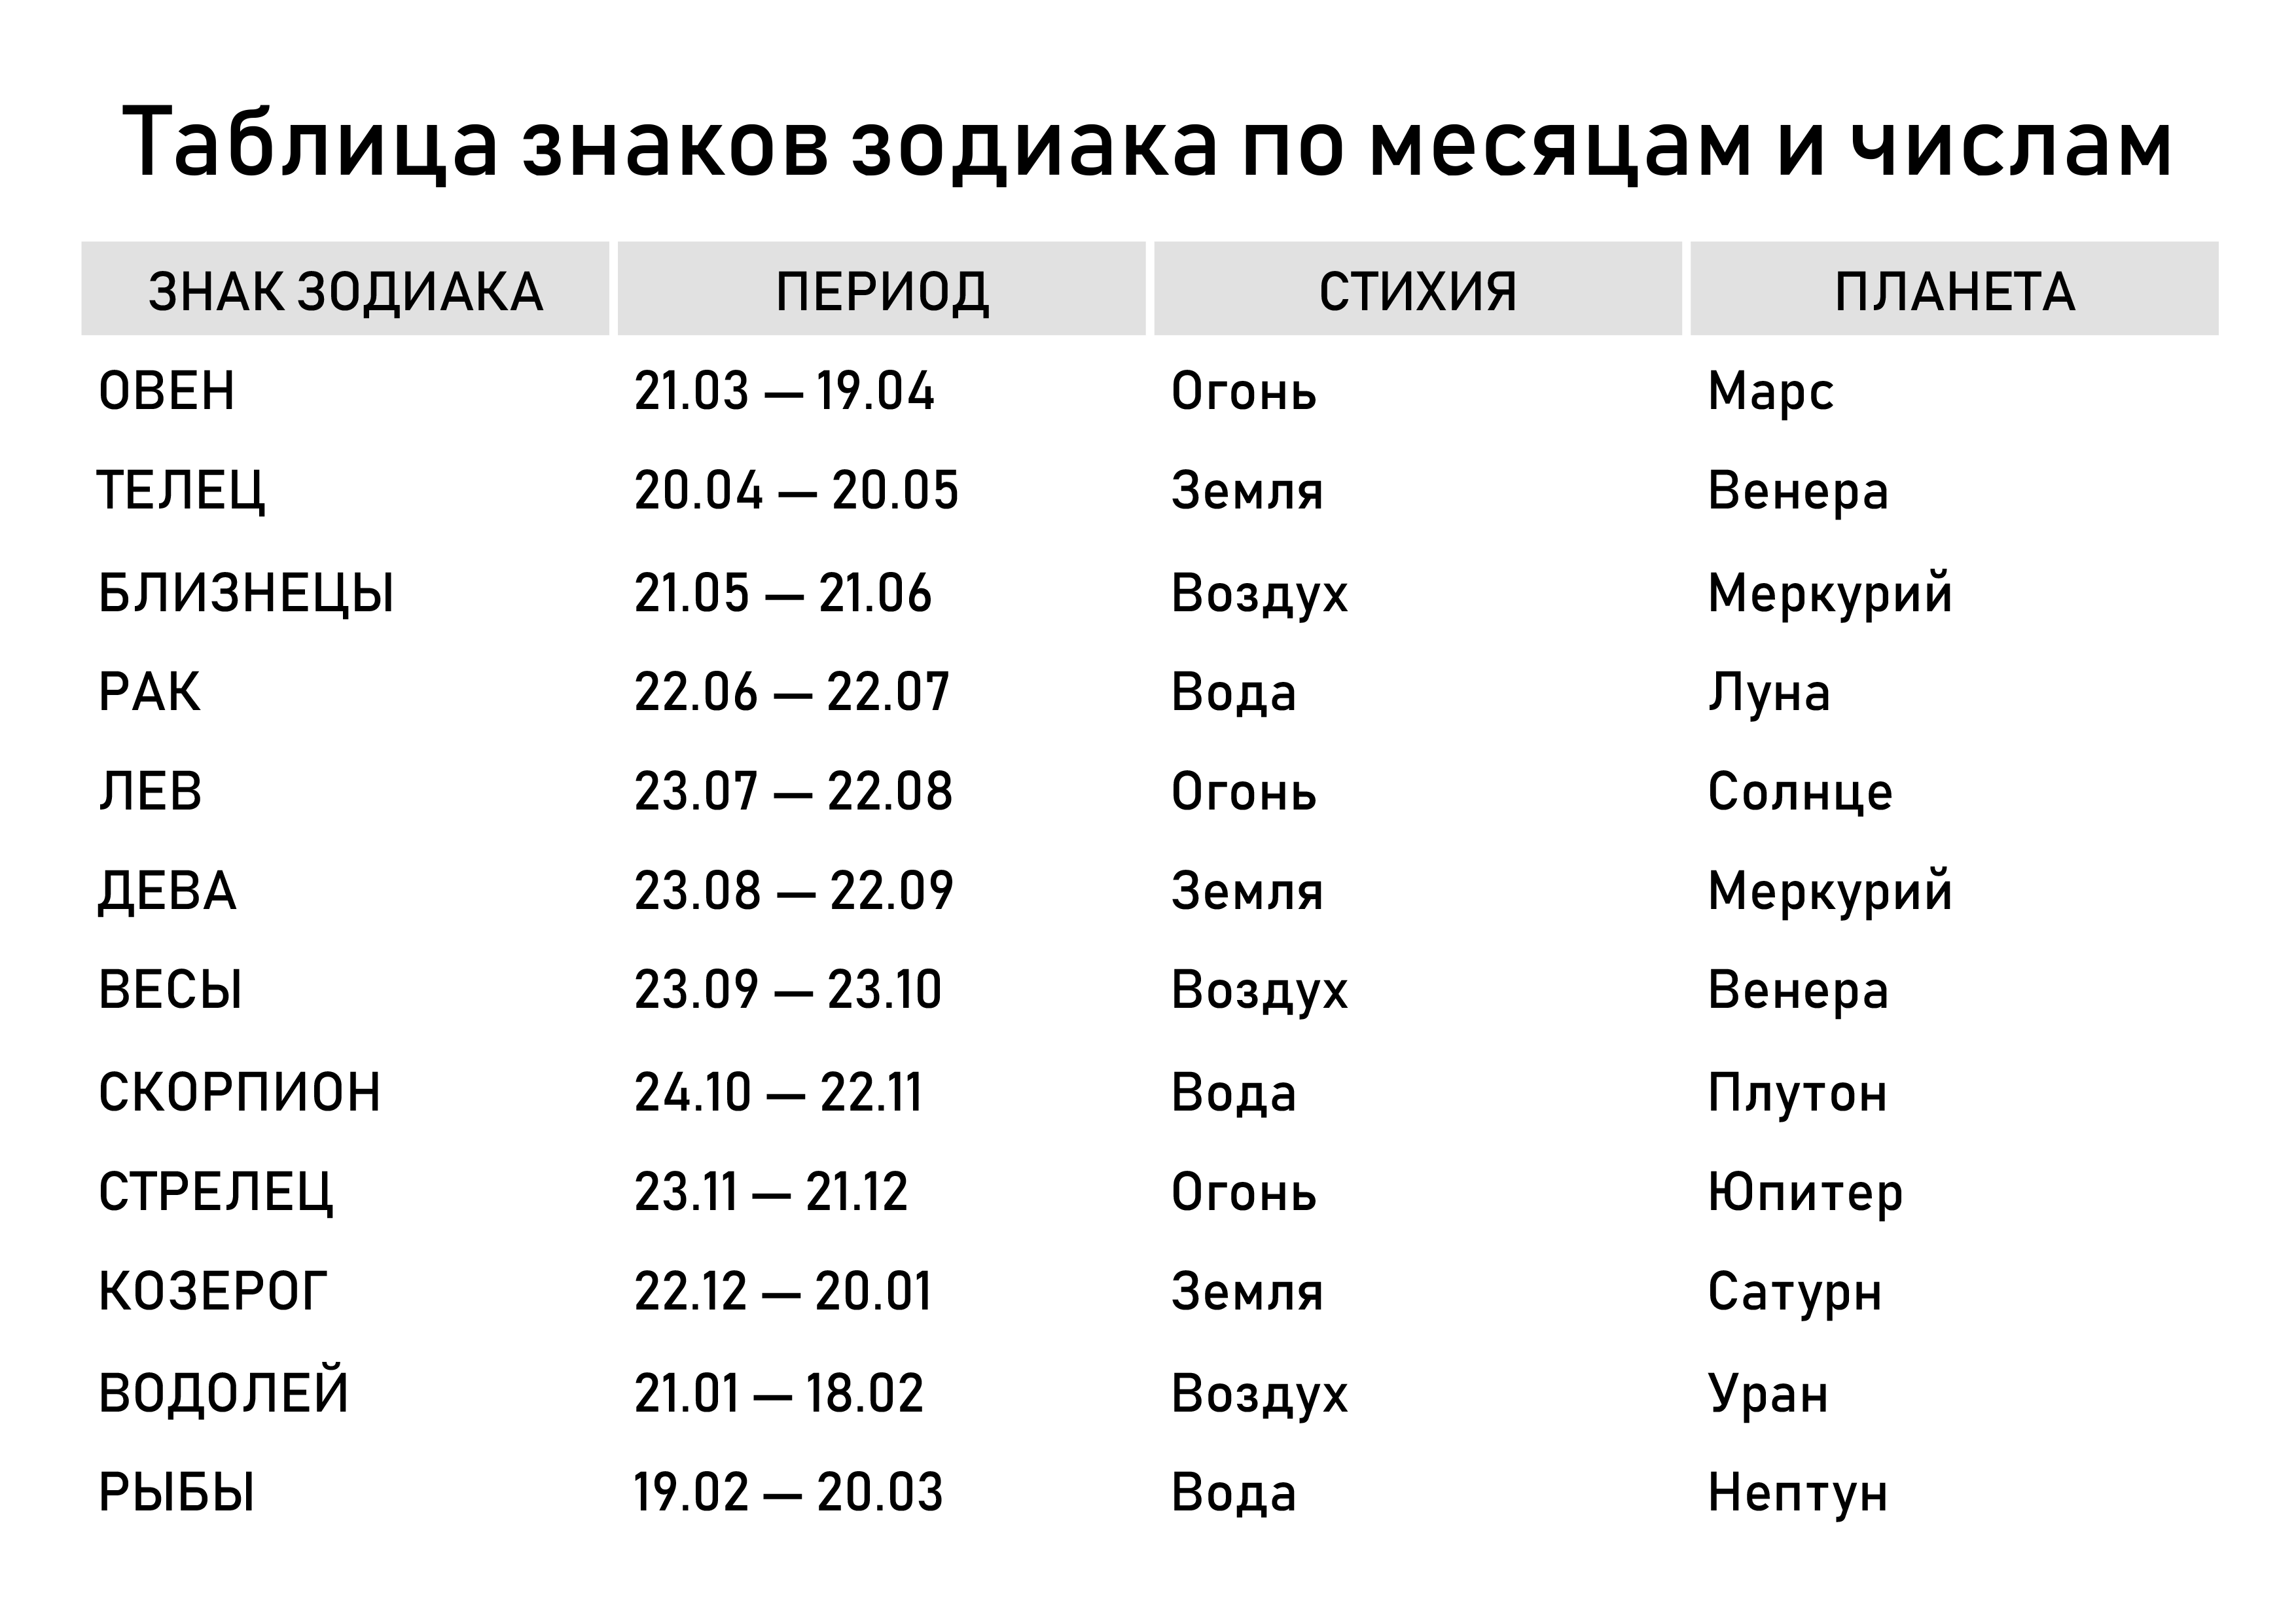 Таблица знаков зодиака по месяцам и числам
ЗНАК ЗОДИАКА ПЕРИОД СТИХИЯ ПЛАНЕТА
ОВЕН 21.03 — 19.04 Огонь Марс
ТЕЛЕЦ 20.04 — 20.05 Земля Венера
БЛИЗНЕЦЫ 21.05 — 21.06 Воздух Меркурий
РАК 22.06 — 22.07 Вода Луна
ЛЕВ 23.07 — 22.08 Огонь Солнце
ДЕВА 23.08 — 22.09 Земля Меркурий
ВЕСЫ 23.09 — 23.10 Воздух Венера
СКОРПИОН 24.10 — 22.11 Вода Плутон
СТРЕЛЕЦ 23.11 — 21.12 Огонь Юпитер
КОЗЕРОГ 22.12 — 20.01 Земля Сатурн
ВОДОЛЕЙ 21.01 — 18.02 Воздух Уран
РЫБЫ 19.02 — 20.03 Вода Нептун